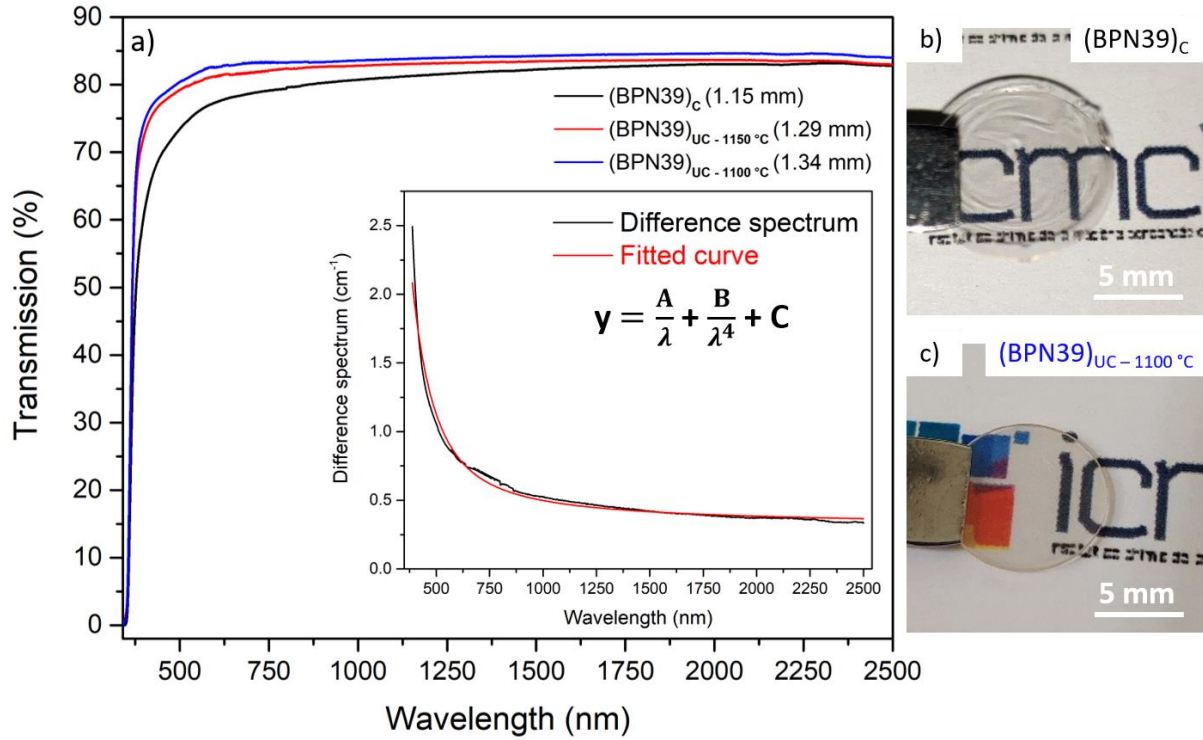 a)
90
80
70
60
50
40
30
20
10
0
Transmission (%)
500 750 1000 1250 1500 1750 2000 2250 2500
Wavelength (nm)
(BPN39)C (1.15 mm)
(BPN39)UC - 1150 °C (1.29 mm)
(BPN39)UC - 1100 °C (1.34 mm)
Difference spectrum
Fitted curve
y = A/λ + B/λ⁴ + C
2.5
2.0
1.5
1.0
0.5
0.0
Difference spectrum (cm⁻¹)
500 750 1000 1250 1500 1750 2000 2250 2500
Wavelength (nm)
b)
(BPN39)C
cmc
5 mm
c)
(BPN39)UC – 1100 °C
icr
5 mm